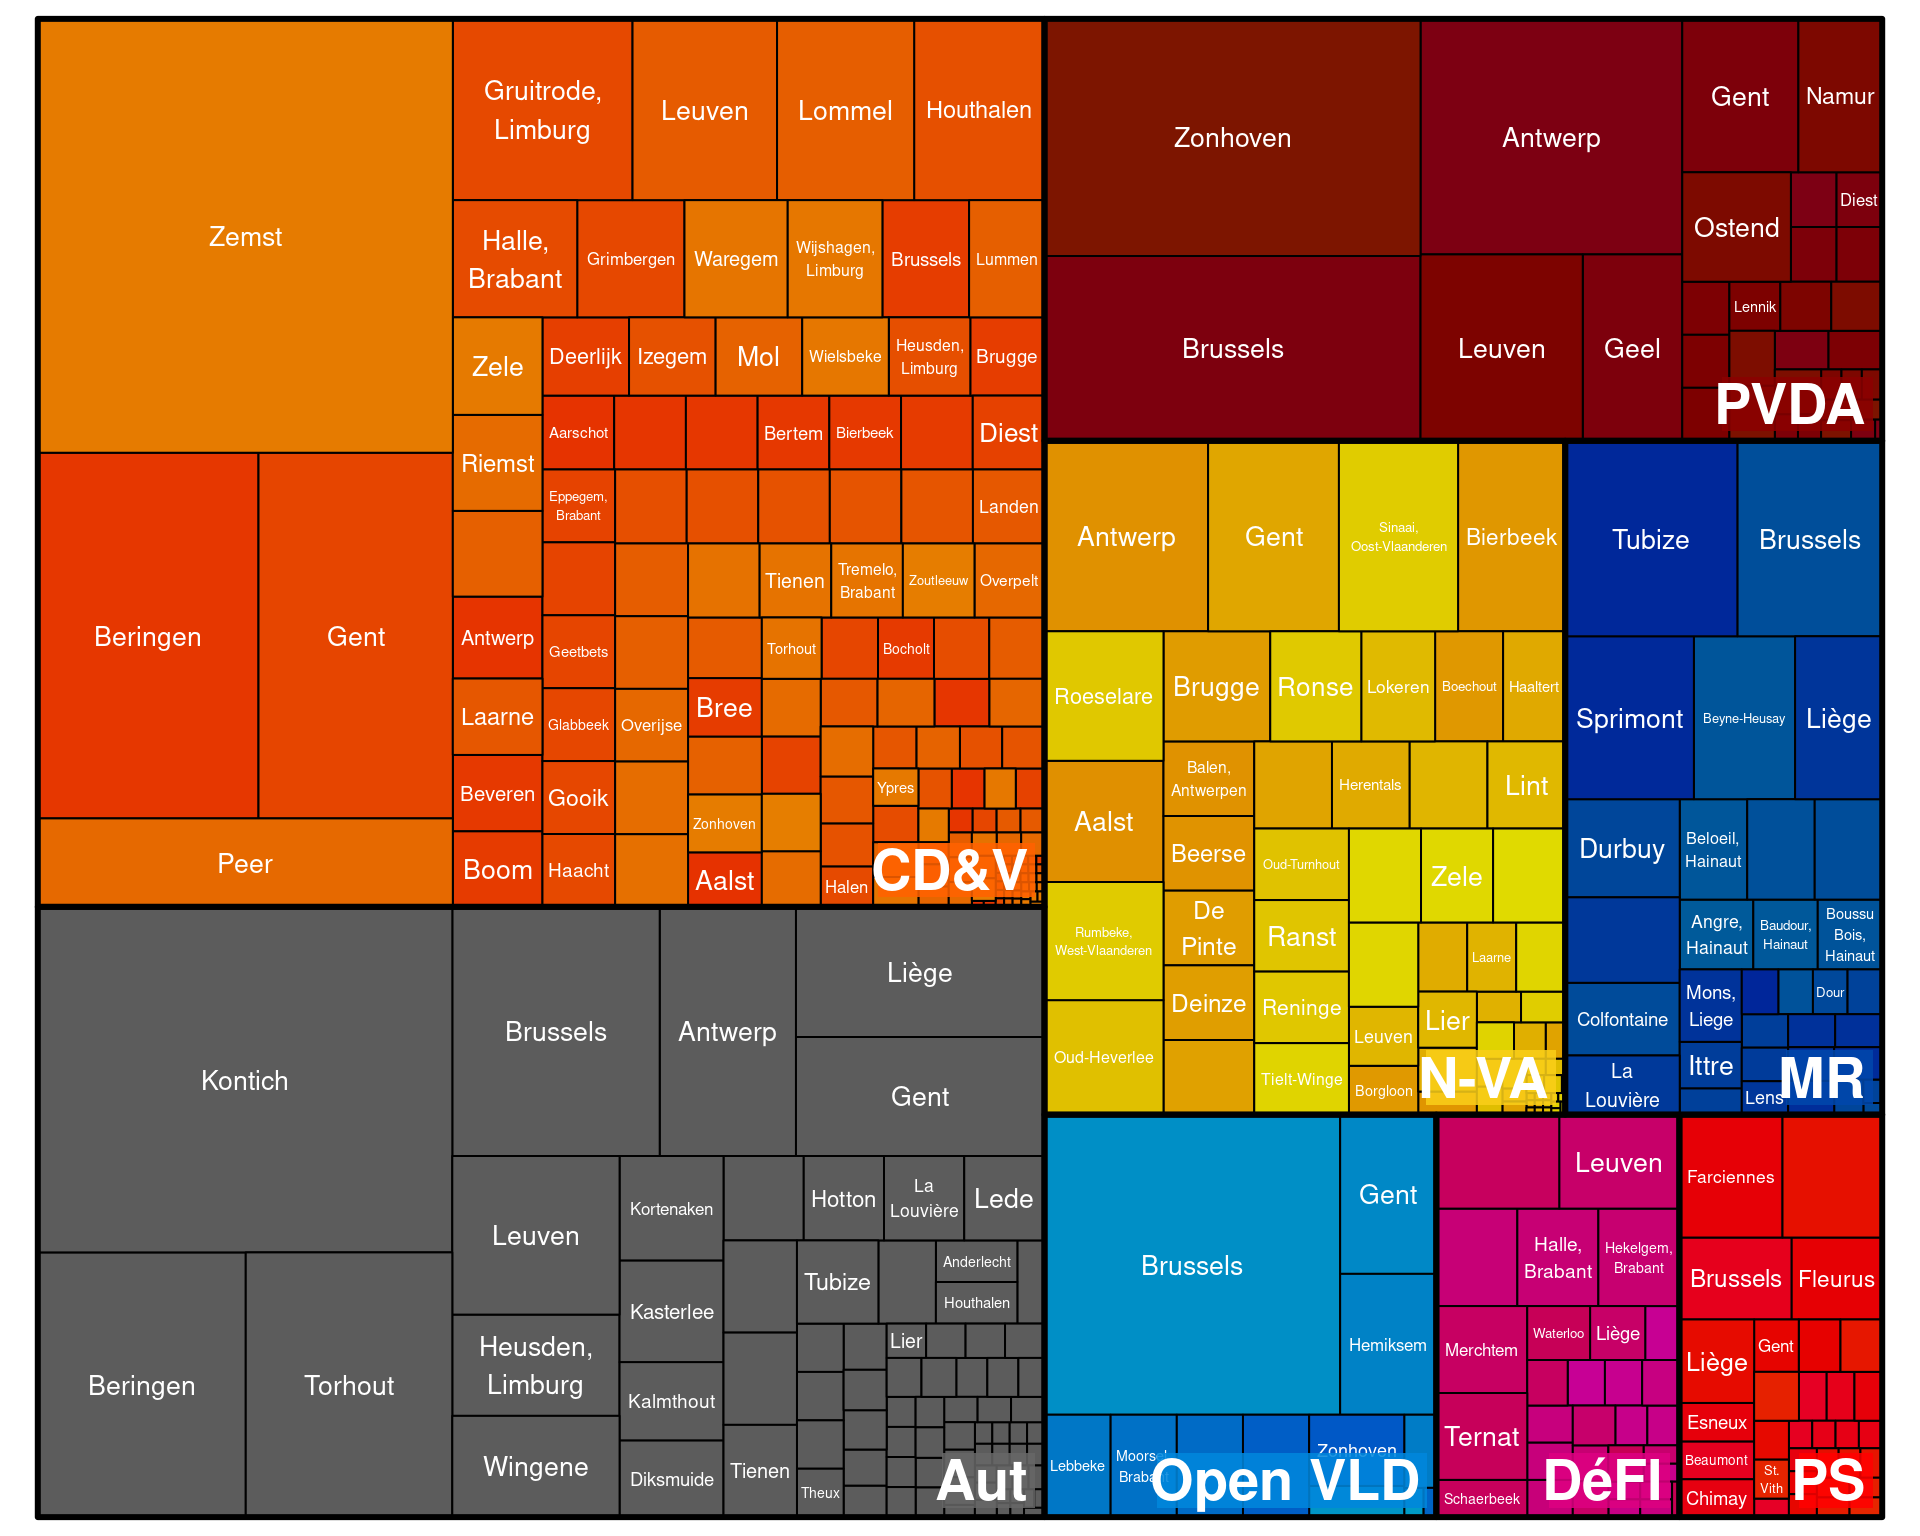 Zemst
Gruitrode,
Limburg
Leuven
Lommel
Houthalen
Halle,
Brabant
Grimbergen
Waregem
Wijshagen,
Limburg
Brussels
Lummen
Zele
Deerlijk
Izegem
Mol
Wielsbeke
Heusden,
Limburg
Brugge
Riemst
Aarschot
Bertem
Bierbeek
Diest
Eppegem,
Brabant
Landen
Beringen
Gent
Tienen
Tremelo,
Brabant
Zoutleeuw
Overpelt
Antwerp
Geetbets
Torhout
Bocholt
Laarne
Glabbeek
Overijse
Bree
Beveren
Gooik
Ypres
Zonhoven
Peer
Boom
Haacht
Aalst
Halen
CD&V
Zonhoven
Antwerp
Gent
Namur
Ostend
Diest
Brussels
Leuven
Geel
Lennik
PVDA
Antwerp
Gent
Sinaai,
Oost-Vlaanderen
Bierbeek
Roeselare
Brugge
Ronse
Lokeren
Boechout
Haaltert
Aalst
Balen,
Antwerpen
Herentals
Lint
Beerse
Oud-Turnhout
Zele
Rumbeke,
West-Vlaanderen
De
Pinte
Ranst
Laarne
Deinze
Reninge
Lier
Leuven
Oud-Heverlee
Tielt-Winge
Borgloon
N-VA
Tubize
Brussels
Sprimont
Beyne-Heusay
Liège
Durbuy
Beloeil,
Hainaut
Angre,
Hainaut
Baudour,
Hainaut
Boussu
Bois,
Hainaut
Colfontaine
Mons,
Liege
Dour
Ittre
La
Louvière
Lens
MR
Kontich
Brussels
Antwerp
Liège
Gent
Leuven
Kortenaken
Hotton
La
Louvière
Lede
Beringen
Torhout
Kasterlee
Tubize
Anderlecht
Houthalen
Heusden,
Limburg
Lier
Kalmthout
Wingene
Diksmuide
Tienen
Theux
Aut
Brussels
Gent
Hemiksem
Lebbeke
Zonhoven
Open VLD
Leuven
Halle,
Brabant
Hekelgem,
Brabant
Merchtem
Waterloo
Liège
Ternat
Schaerbeek
DéFI
Farciennes
Brussels
Fleurus
Liège
Gent
Esneux
Beaumont
St.
Vith
Chimay
PS